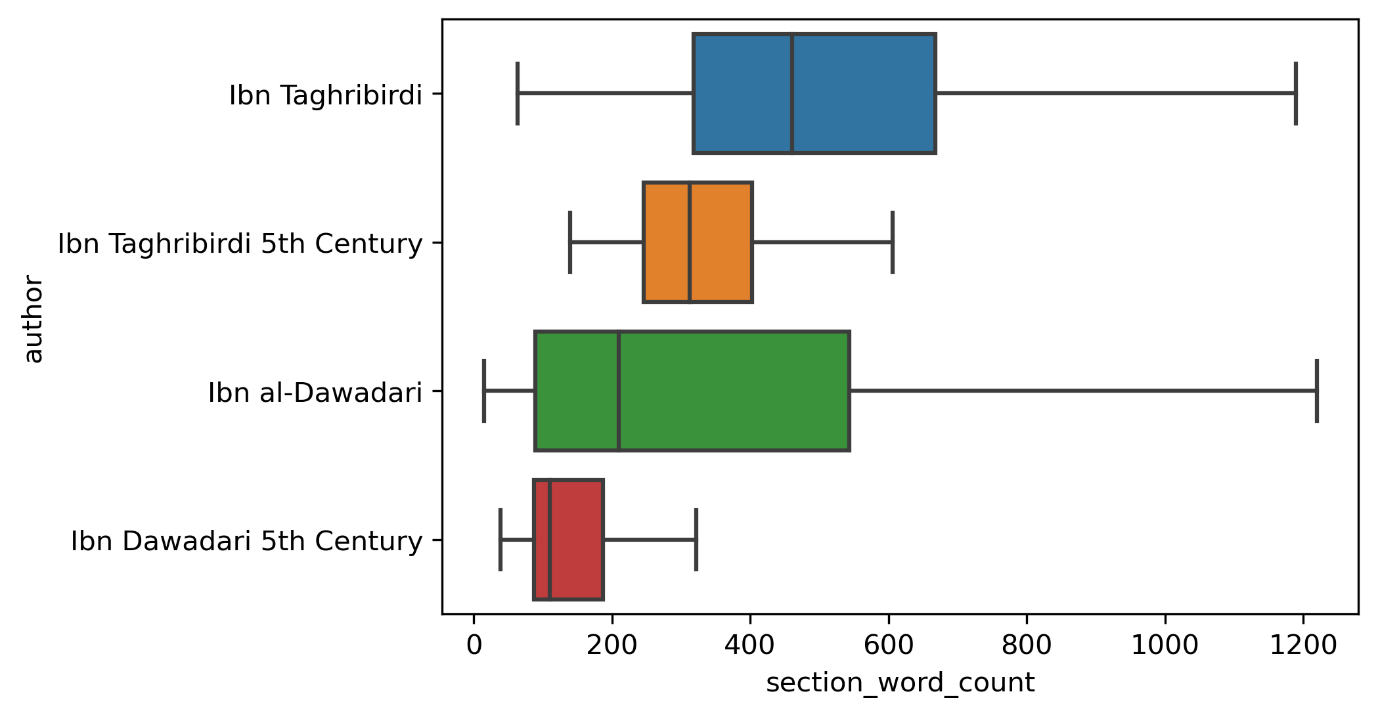 Ibn Taghribirdi
Ibn Taghribirdi 5th Century
Ibn al-Dawadari
Ibn Dawadari 5th Century
author
0 200 400 600 800 1000 1200
section_word_count